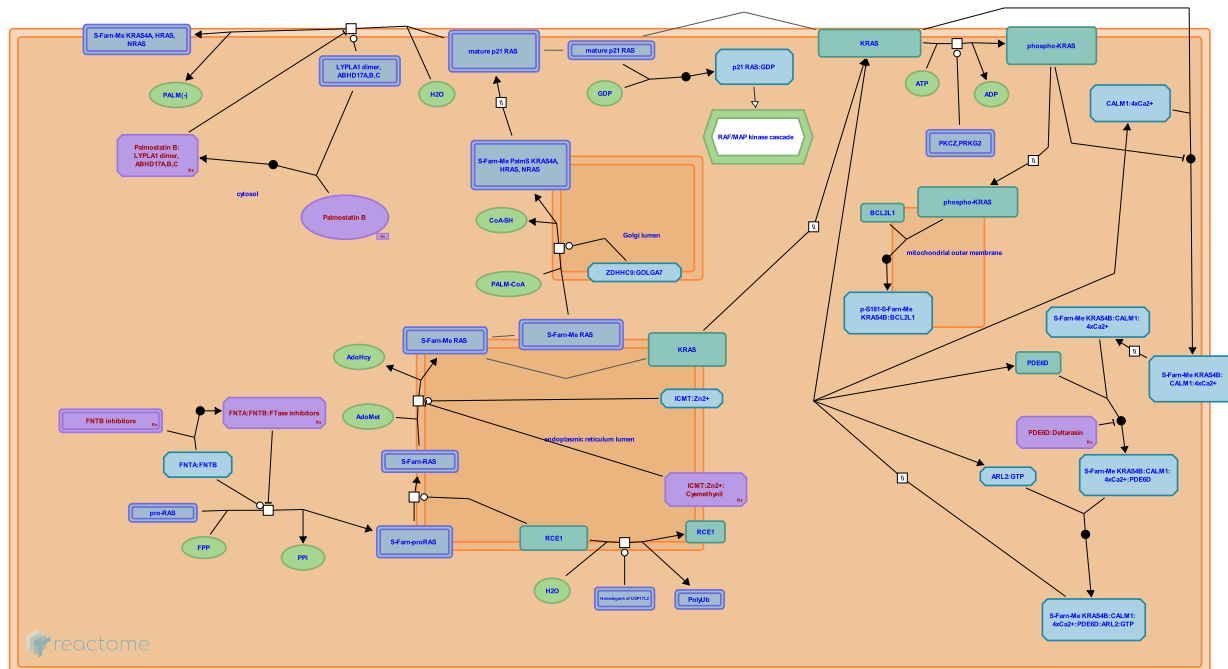 S-Farn-Me KRAS4A, HRAS,
NRAS
PALM(-)
LYPLA1 dimer,
ABHD17A,B,C
H2O
mature p21 RAS
mature p21 RAS
GDP
p21 RAS:GDP
RAF/MAP kinase cascade
KRAS
ATP
ADP
phospho-KRAS
PKCZ,PRKG2
CALM1:4xCa2+
Palmostatin B:
LYPLA1 dimer,
ABHD17A,B,C
Rx
cytosol
Palmostatin B
Rx
S-Farn-Me PalmS KRAS4A,
HRAS, NRAS
CoA-SH
PALM-CoA
Golgi lumen
ZDHHC9:GOLGA7
phospho-KRAS
BCL2L1
mitochondrial outer membrane
p-S181-S-Farn-Me
KRAS4B:BCL2L1
S-Farn-Me KRAS4B:CALM1:
4xCa2+
S-Farn-Me KRAS4B:
CALM1:4xCa2+
PDE6D
PDE6D:Deltarasin
Rx
S-Farn-Me KRAS4B:CALM1:
4xCa2+:PDE6D
ARL2:GTP
S-Farn-Me KRAS4B:CALM1:
4xCa2+:PDE6D:ARL2:GTP
S-Farn-Me RAS
S-Farn-Me RAS
KRAS
AdoHcy
AdoMet
ICMT:Zn2+
endoplasmic reticulum lumen
ICMT:Zn2+:
Cysmethynil
Rx
S-Farn-RAS
FNTB inhibitors
Rx
FNTA:FNTB:FTase inhibitors
Rx
FNTA:FNTB
pro-RAS
FPP
PPi
S-Farn-proRAS
RCE1
RCE1
H2O
Homologues of USP17L2
PolyUb
reactome